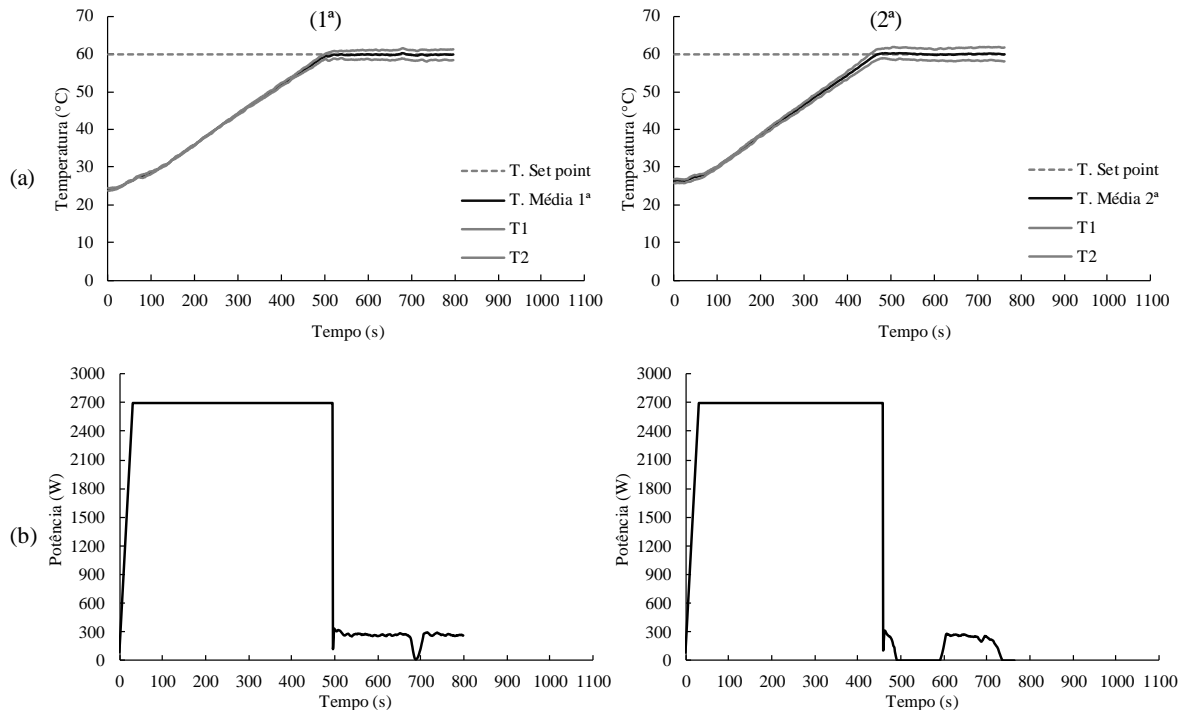 (1ª)
70
60
50
40
30
20
10
0
0 100 200 300 400 500 600 700 800 900 1000 1100
Temperatura (°C)
Tempo (s)
T. Set point
T. Média 1ª
T1
T2
(2ª)
70
60
50
40
30
20
10
0
0 100 200 300 400 500 600 700 800 900 1000 1100
Temperatura (°C)
Tempo (s)
T. Set point
T. Média 2ª
T1
T2
(a)
3000
2700
2400
2100
1800
1500
1200
900
600
300
0
0 100 200 300 400 500 600 700 800 900 1000 1100
Potência (W)
Tempo (s)
3000
2700
2400
2100
1800
1500
1200
900
600
300
0
0 100 200 300 400 500 600 700 800 900 1000 1100
Potência (W)
Tempo (s)
(b)